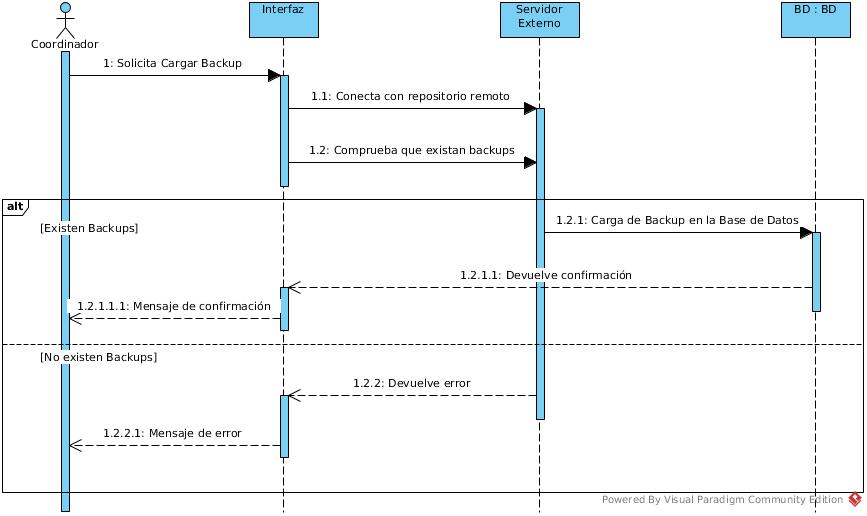 Coordinador
Interfaz
Servidor
Externo
BD : BD
1: Solicita Cargar Backup
1.1: Conecta con repositorio remoto
1.2: Comprueba que existan backups
alt
[Existen Backups]
1.2.1: Carga de Backup en la Base de Datos
1.2.1.1: Devuelve confirmación
1.2.1.1.1: Mensaje de confirmación
[No existen Backups]
1.2.2: Devuelve error
1.2.2.1: Mensaje de error
Powered By Visual Paradigm Community Edition